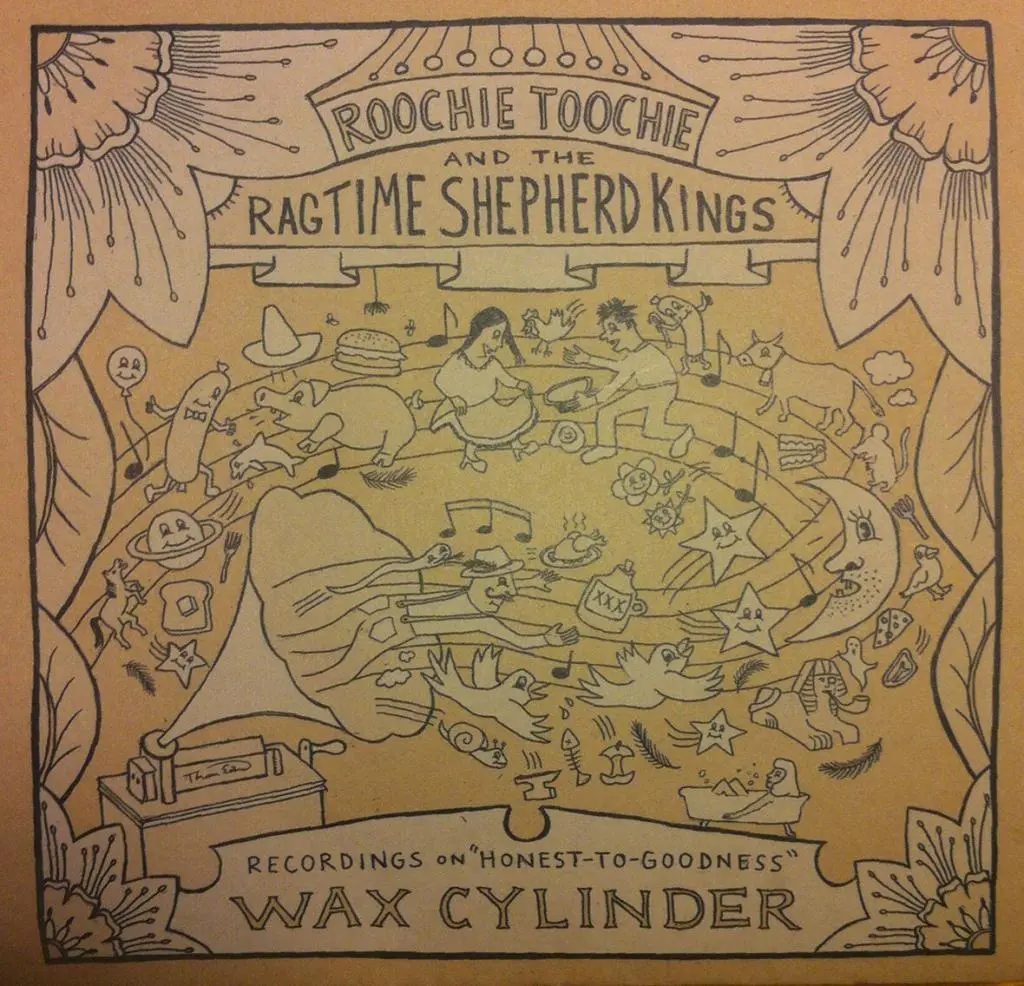 ROOCHIE TOOCHIE
AND THE
RAGTIME SHEPHERD KINGS
XXX
RECORDINGS ON "HONEST-TO-GOODNESS"
WAX CYLINDER